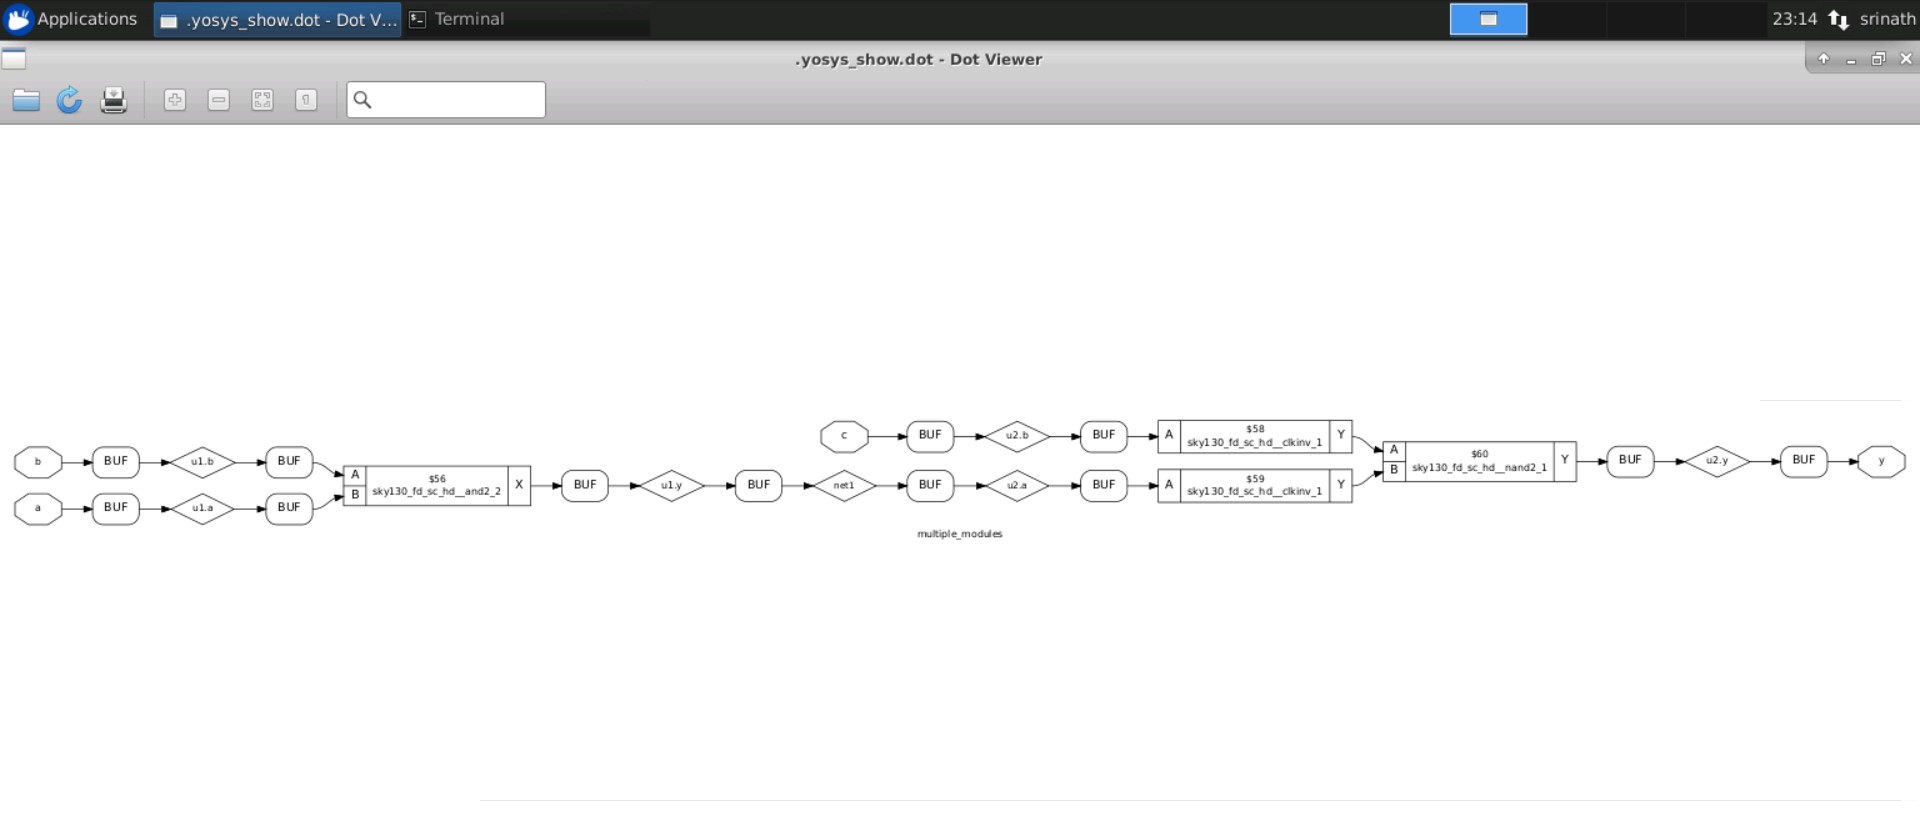 Applications
.yosys_show.dot - Dot V...
Terminal
23:14
srinath
.yosys_show.dot - Dot Viewer
b BUF u1.b BUF
a BUF u1.a BUF
A
B
$56
sky130_fd_sc_hd__and2_2
X
BUF u1.y BUF net1 BUF u2.a BUF
c BUF u2.b BUF
A
$58
sky130_fd_sc_hd__clkinv_1
Y
A
$59
sky130_fd_sc_hd__clkinv_1
Y
A
B
$60
sky130_fd_sc_hd__nand2_1
Y
BUF u2.y BUF y
multiple_modules